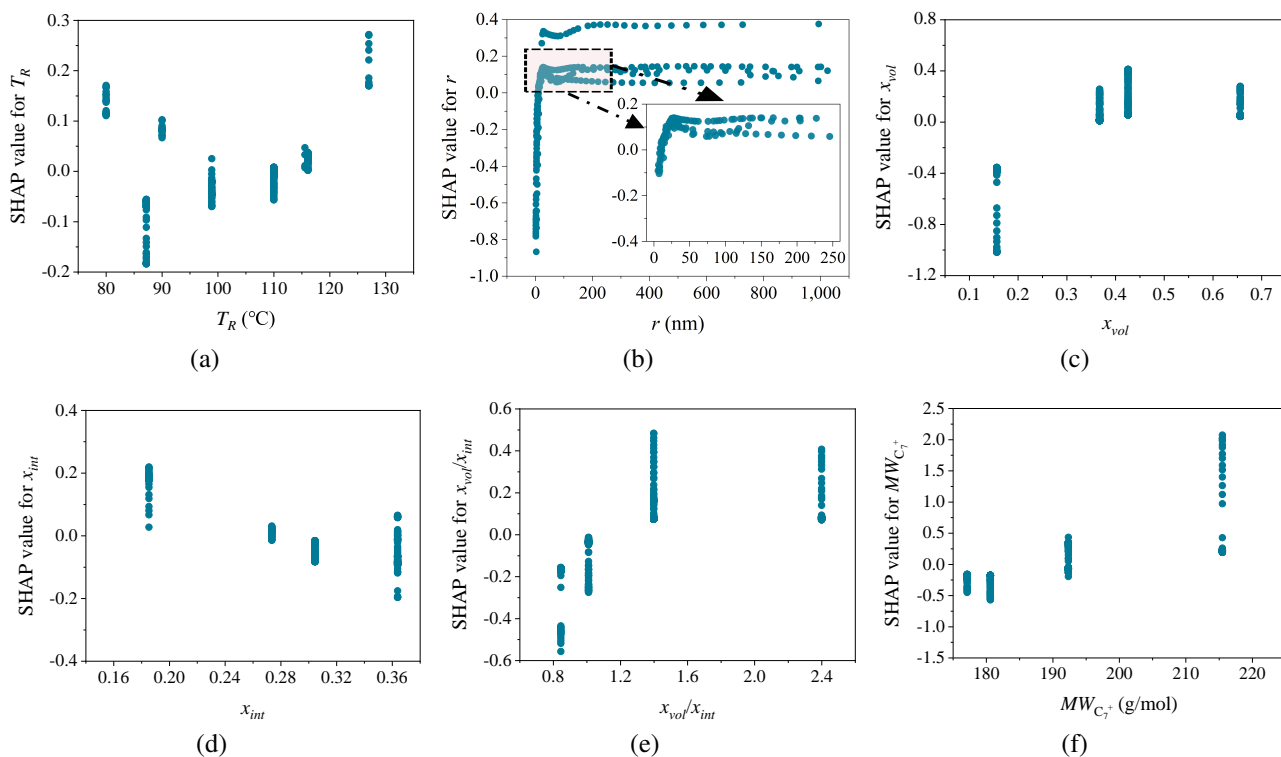 0.3
0.2
0.1
0.0
-0.1
-0.2
SHAP value for T_R
80 90 100 110 120 130
T_R (°C)
(a)
0.4
0.2
0.0
-0.2
-0.4
-0.6
-0.8
-1.0
SHAP value for r
0.2
0.1
0.0
-0.2
-0.4
0 50 100 150 200 250
0 200 400 600 800 1,000
r (nm)
(b)
1.2
0.8
0.4
0.0
-0.4
-0.8
-1.2
SHAP value for x_vol
0.1 0.2 0.3 0.4 0.5 0.6 0.7
x_vol
(c)
0.4
0.2
0.0
-0.2
-0.4
SHAP value for x_int
0.16 0.20 0.24 0.28 0.32 0.36
x_int
(d)
0.6
0.4
0.2
0.0
-0.2
-0.4
-0.6
SHAP value for x_vol/x_int
0.8 1.2 1.6 2.0 2.4
x_vol/x_int
(e)
2.5
2.0
1.5
1.0
0.5
0.0
-0.5
-1.0
-1.5
SHAP value for MW_C7+
180 190 200 210 220
MW_C7+ (g/mol)
(f)